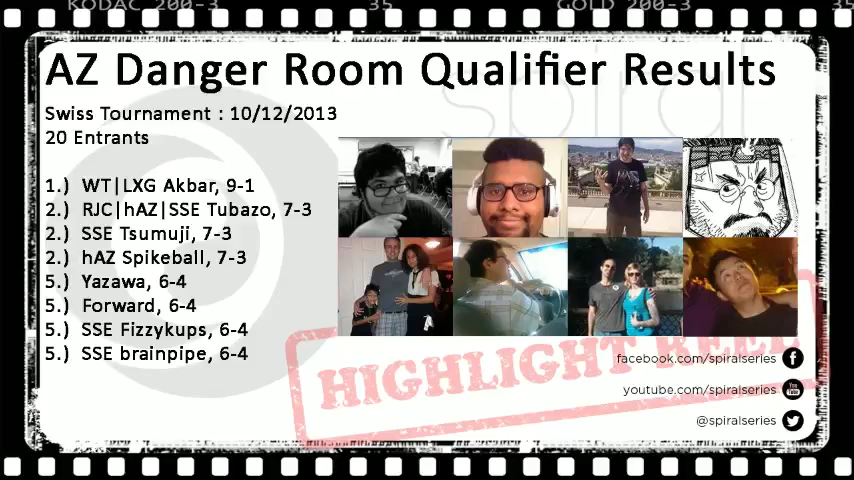 KODAC 200-3 35 GOLD 200-3 35
AZ Danger Room Qualifier Results
Swiss Tournament : 10/12/2013
20 Entrants
1.) WT|LXG Akbar, 9-1
2.) RJC|hAZ|SSE Tubazo, 7-3
2.) SSE Tsumuji, 7-3
2.) hAZ Spikeball, 7-3
5.) Yazawa, 6-4
5.) Forward, 6-4
5.) SSE Fizzykups, 6-4
5.) SSE brainpipe, 6-4
spiral
HIGHLIGHT REEL
facebook.com/spiralseries
youtube.com/spiralseries
@spiralseries